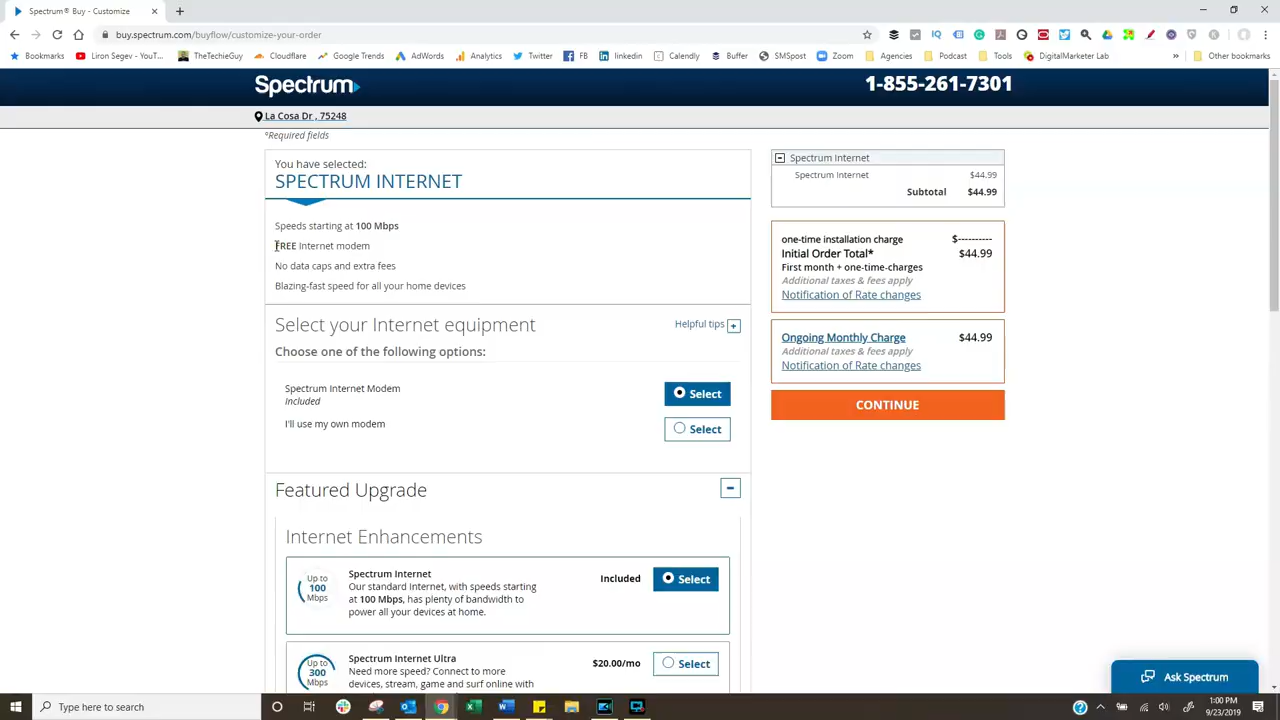 Spectrum® Buy - Customize
buy.spectrum.com/buyflow/customize-your-order
Bookmarks
Liron Segev - YouT...
TheTechieGuy
Cloudflare
Google Trends
AdWords
Analytics
Twitter
FB
linkedin
Calendly
Buffer
SMSpost
Zoom
Agencies
Podcast
Tools
DigitalMarketer Lab
»
Other bookmarks
Spectrum
1-855-261-7301
La Cosa Dr , 75248
*Required fields
You have selected:
SPECTRUM INTERNET
Speeds starting at 100 Mbps
FREE Internet modem
No data caps and extra fees
Blazing-fast speed for all your home devices
Select your Internet equipment
Helpful tips +
Choose one of the following options:
Spectrum Internet Modem
Included
Select
I'll use my own modem
Select
Featured Upgrade
Internet Enhancements
Up to
100
Mbps
Spectrum Internet
Our standard Internet, with speeds starting
at 100 Mbps, has plenty of bandwidth to
power all your devices at home.
Included
Select
Up to
300
Mbps
Spectrum Internet Ultra
Need more speed? Connect to more
devices, stream, game and surf online with
$20.00/mo
Select
Spectrum Internet
Spectrum Internet $44.99
Subtotal $44.99
one-time installation charge $----------
Initial Order Total* $44.99
First month + one-time-charges
Additional taxes & fees apply
Notification of Rate changes
Ongoing Monthly Charge $44.99
Additional taxes & fees apply
Notification of Rate changes
CONTINUE
Ask Spectrum
Type here to search
1:00 PM
9/23/2019